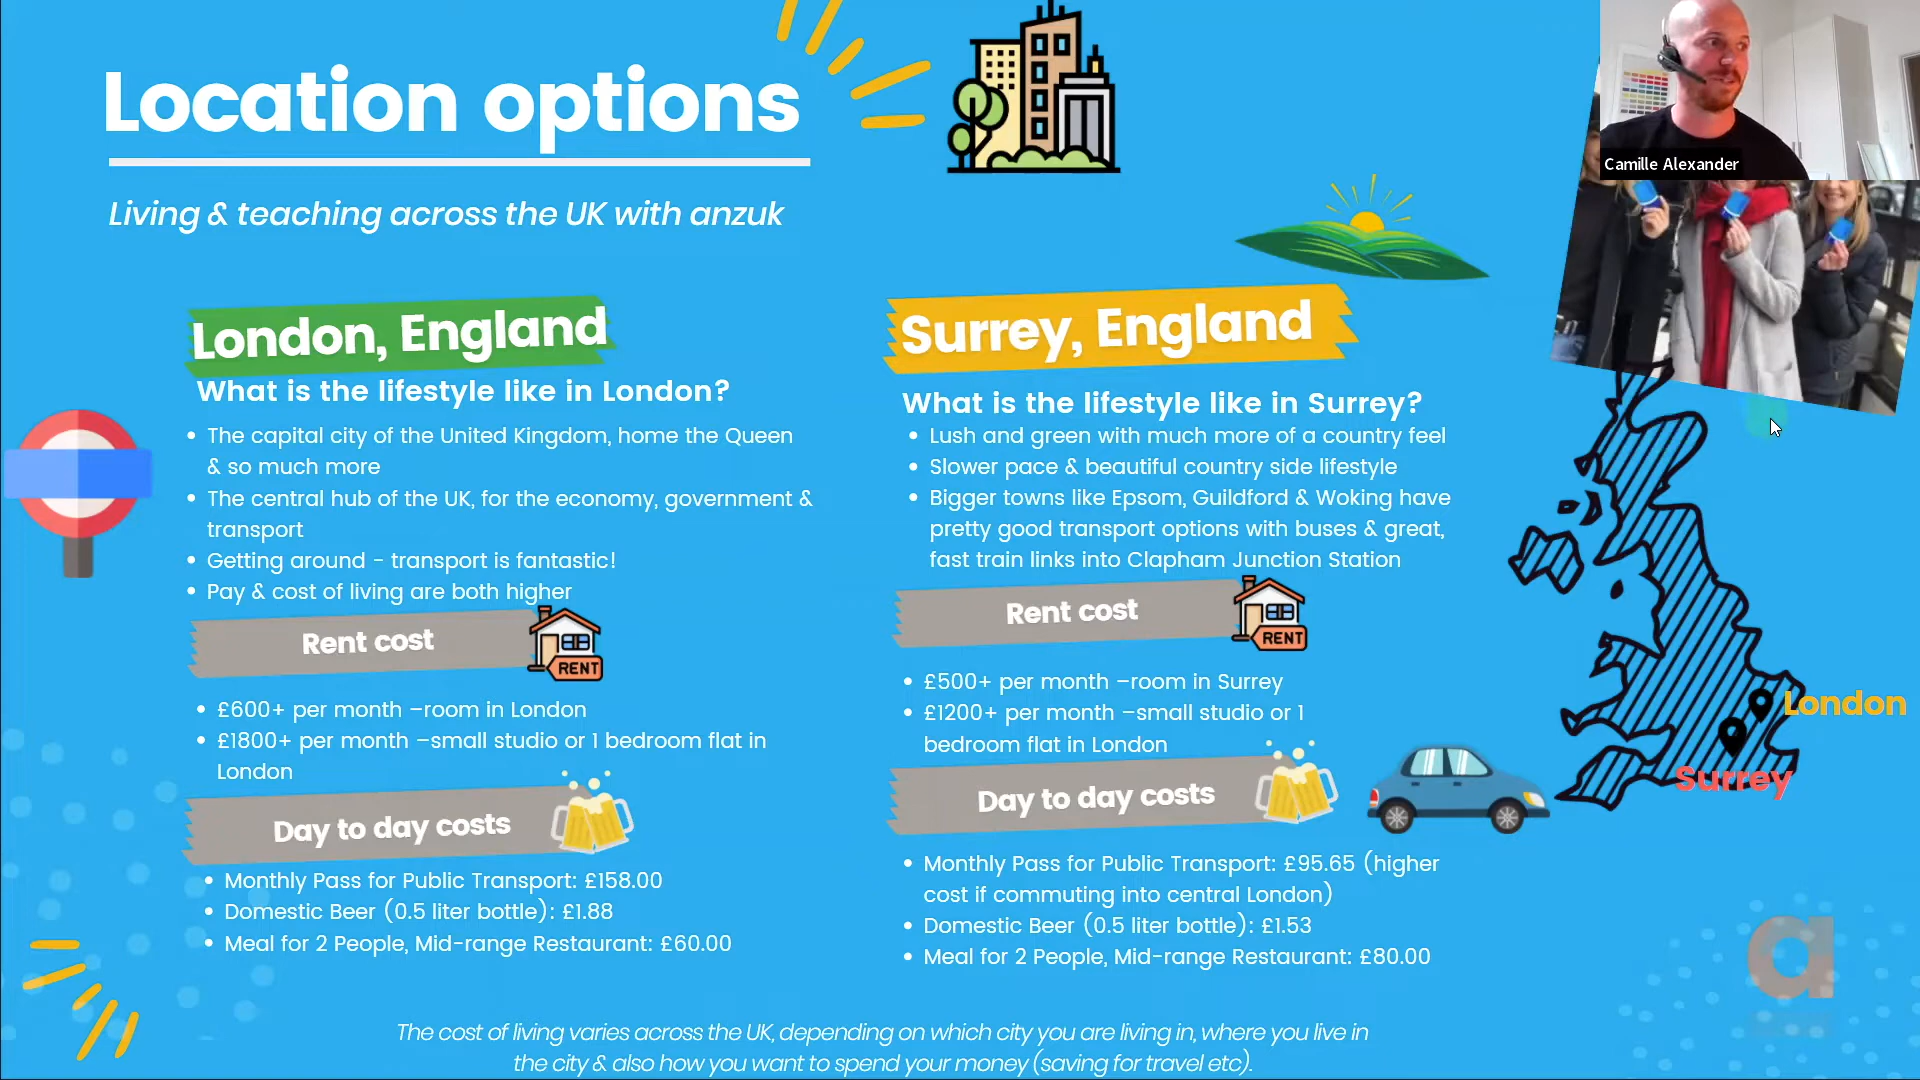 Location options
Living & teaching across the UK with anzuk
Camille Alexander
London, England
What is the lifestyle like in London?
• The capital city of the United Kingdom, home the Queen
& so much more
• The central hub of the UK, for the economy, government &
transport
• Getting around - transport is fantastic!
• Pay & cost of living are both higher
Rent cost
RENT
• £600+ per month –room in London
• £1800+ per month –small studio or 1 bedroom flat in
London
Day to day costs
• Monthly Pass for Public Transport: £158.00
• Domestic Beer (0.5 liter bottle): £1.88
• Meal for 2 People, Mid-range Restaurant: £60.00
Surrey, England
What is the lifestyle like in Surrey?
• Lush and green with much more of a country feel
• Slower pace & beautiful country side lifestyle
• Bigger towns like Epsom, Guildford & Woking have
pretty good transport options with buses & great,
fast train links into Clapham Junction Station
Rent cost
RENT
• £500+ per month –room in Surrey
• £1200+ per month –small studio or 1
bedroom flat in London
Day to day costs
• Monthly Pass for Public Transport: £95.65 (higher
cost if commuting into central London)
• Domestic Beer (0.5 liter bottle): £1.53
• Meal for 2 People, Mid-range Restaurant: £80.00
London
Surrey
a
The cost of living varies across the UK, depending on which city you are living in, where you live in
the city & also how you want to spend your money (saving for travel etc).